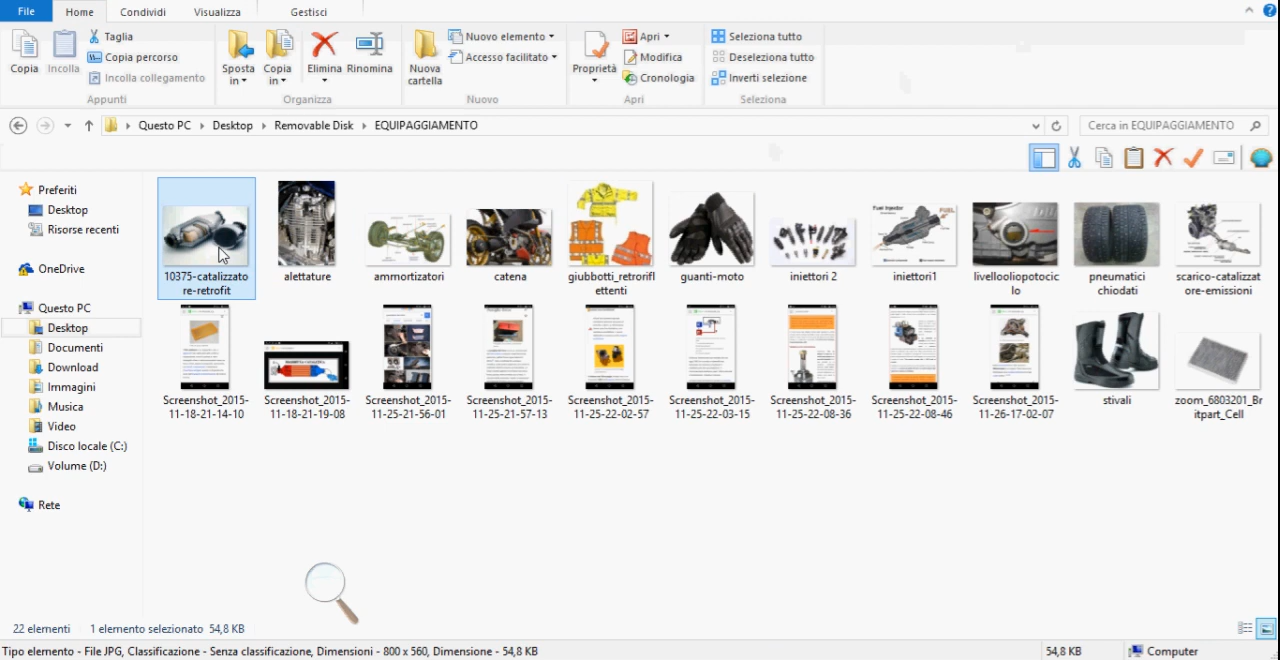 File Home Condividi Visualizza Gestisci
Copia
Incolla
Taglia
Copia percorso
Incolla collegamento
Appunti
Sposta in
Copia in
Elimina
Rinomina
Organizza
Nuova cartella
Nuovo elemento
Accesso facilitato
Nuovo
Proprietà
Apri
Modifica
Cronologia
Apri
Seleziona tutto
Deseleziona tutto
Inverti selezione
Seleziona
Questo PC Desktop Removable Disk EQUIPAGGIAMENTO
Cerca in EQUIPAGGIAMENTO
Preferiti
Desktop
Risorse recenti
OneDrive
Questo PC
Desktop
Documenti
Download
Immagini
Musica
Video
Disco locale (C:)
Volume (D:)
Rete
10375-catalizzato
re-retrofit
alettature
ammortizatori
catena
giubbotti_retrorifl
ettenti
guanti-moto
iniettori 2
Fuel Injector
FUEL
iniettori1
livellooliopotocic
lo
pneumatici
chiodati
scarico-catalizzat
ore-emissioni
Screenshot_2015-
11-18-21-14-10
Screenshot_2015-
11-18-21-19-08
Screenshot_2015-
11-25-21-56-01
Screenshot_2015-
11-25-21-57-13
Screenshot_2015-
11-25-22-02-57
Screenshot_2015-
11-25-22-03-15
Screenshot_2015-
11-25-22-08-36
Screenshot_2015-
11-25-22-08-46
Screenshot_2015-
11-26-17-02-07
stivali
zoom_6803201_Br
itpart_Cell
22 elementi 1 elemento selezionato 54,8 KB
Tipo elemento - File JPG, Classificazione - Senza classificazione, Dimensioni - 800 x 560, Dimensione - 54,8 KB
54,8 KB
Computer